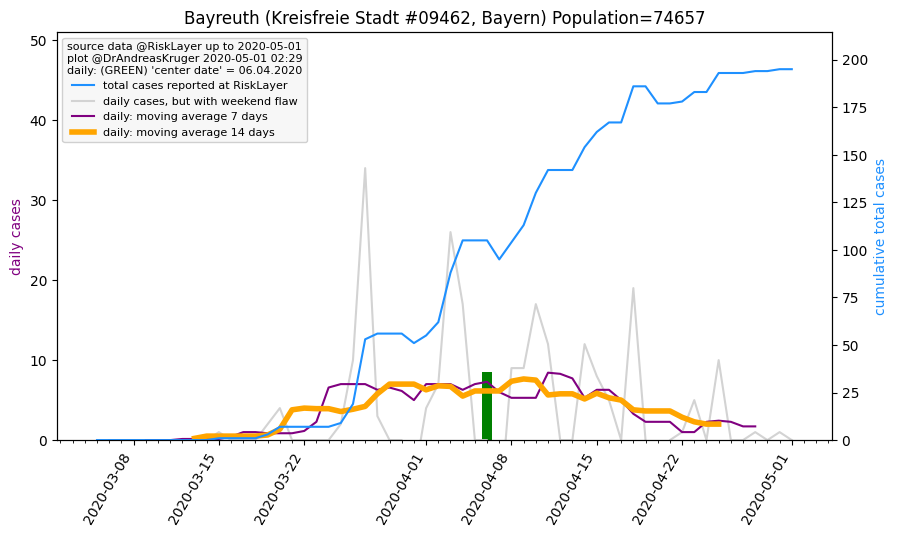 Bayreuth (Kreisfreie Stadt #09462, Bayern) Population=74657
source data @RiskLayer up to 2020-05-01
plot @DrAndreasKruger 2020-05-01 02:29
daily: (GREEN) 'center date' = 06.04.2020
total cases reported at RiskLayer
daily cases, but with weekend flaw
daily: moving average 7 days
daily: moving average 14 days
daily cases
50
40
30
20
10
0
cumulative total cases
200
175
150
125
100
75
50
25
0
2020-03-08
2020-03-15
2020-03-22
2020-04-01
2020-04-08
2020-04-15
2020-04-22
2020-05-01